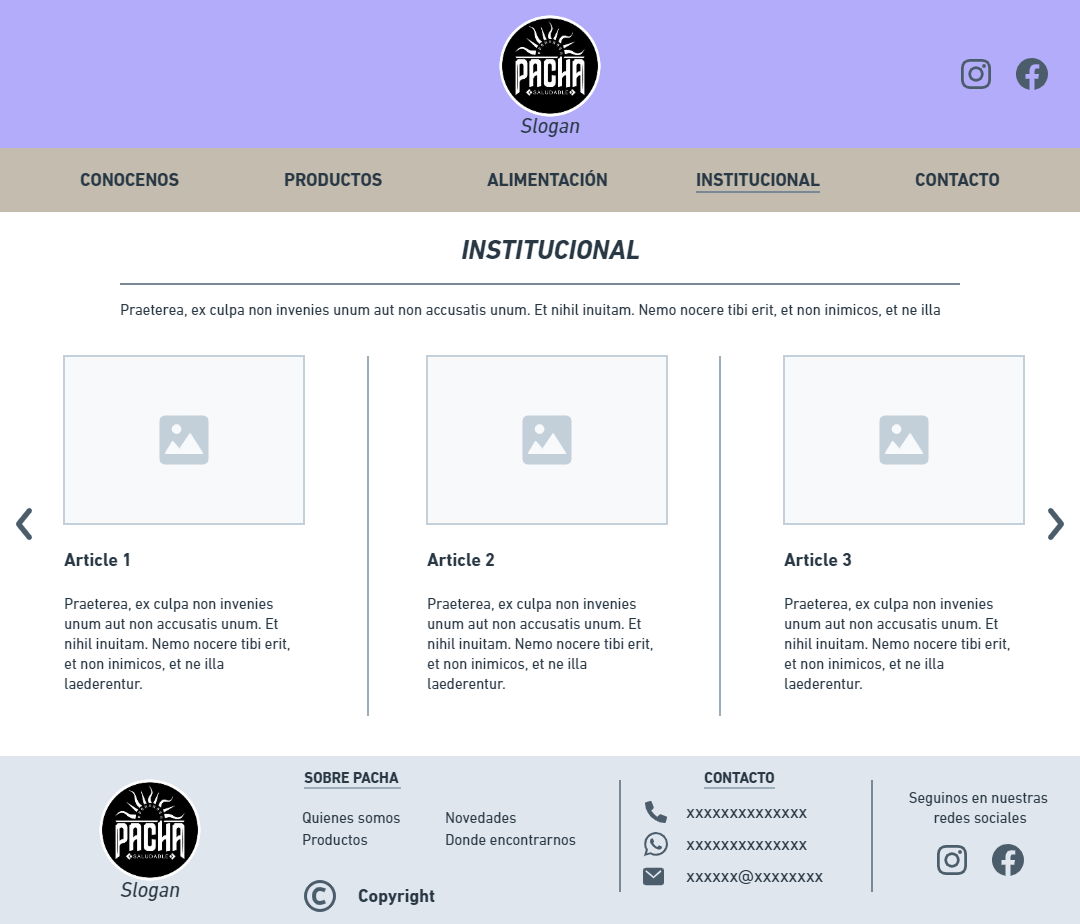 PACHA
SALUDABLE
Slogan
CONOCENOS PRODUCTOS ALIMENTACIÓN INSTITUCIONAL CONTACTO
INSTITUCIONAL
Praeterea, ex culpa non invenies unum aut non accusatis unum. Et nihil inuitam. Nemo nocere tibi erit, et non inimicos, et ne illa
Article 1
Praeterea, ex culpa non invenies
unum aut non accusatis unum. Et
nihil inuitam. Nemo nocere tibi erit,
et non inimicos, et ne illa
laederentur.
Article 2
Praeterea, ex culpa non invenies
unum aut non accusatis unum. Et
nihil inuitam. Nemo nocere tibi erit,
et non inimicos, et ne illa
laederentur.
Article 3
Praeterea, ex culpa non invenies
unum aut non accusatis unum. Et
nihil inuitam. Nemo nocere tibi erit,
et non inimicos, et ne illa
laederentur.
PACHA
SALUDABLE
Slogan
SOBRE PACHA
Quienes somos Novedades
Productos Donde encontrarnos
© Copyright
CONTACTO
xxxxxxxxxxxxxx
xxxxxxxxxxxxxx
xxxxxx@xxxxxxxx
Seguinos en nuestras
redes sociales